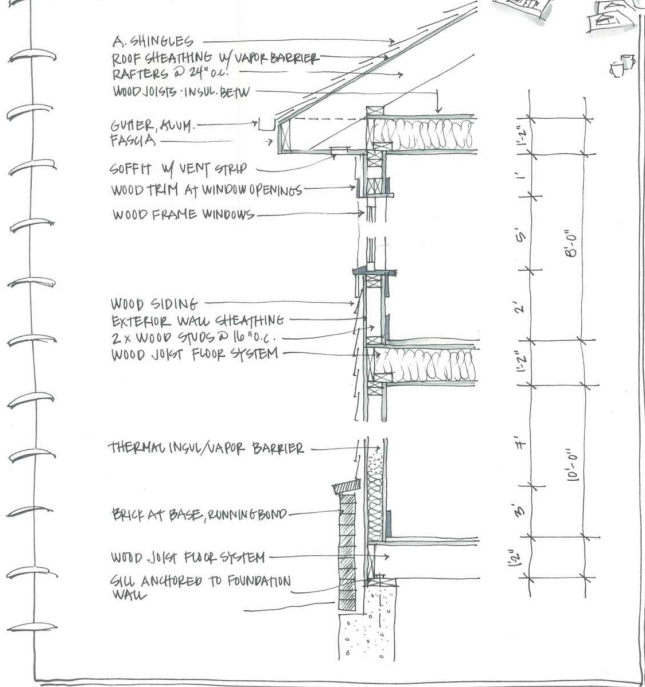 A. SHINGLES
ROOF SHEATHING W/ VAPOR BARRIER
RAFTERS @ 24" O.C.
WOOD JOISTS - INSUL. BETW
GUTTER, ALUM.
FASCIA
SOFFIT W/ VENT STRIP
WOOD TRIM AT WINDOW OPENINGS
WOOD FRAME WINDOWS
WOOD SIDING
EXTERIOR WALL SHEATHING
2 X WOOD STUDS @ 16" O.C.
WOOD JOIST FLOOR SYSTEM
THERMAL INSUL/VAPOR BARRIER
BRICK AT BASE, RUNNING BOND
WOOD JOIST FLOOR SYSTEM
SILL ANCHORED TO FOUNDATION
WALL
1'-2"
1'
5'
8'-0"
2'
1'-2"
7'
10'-0"
3'
1'-2"